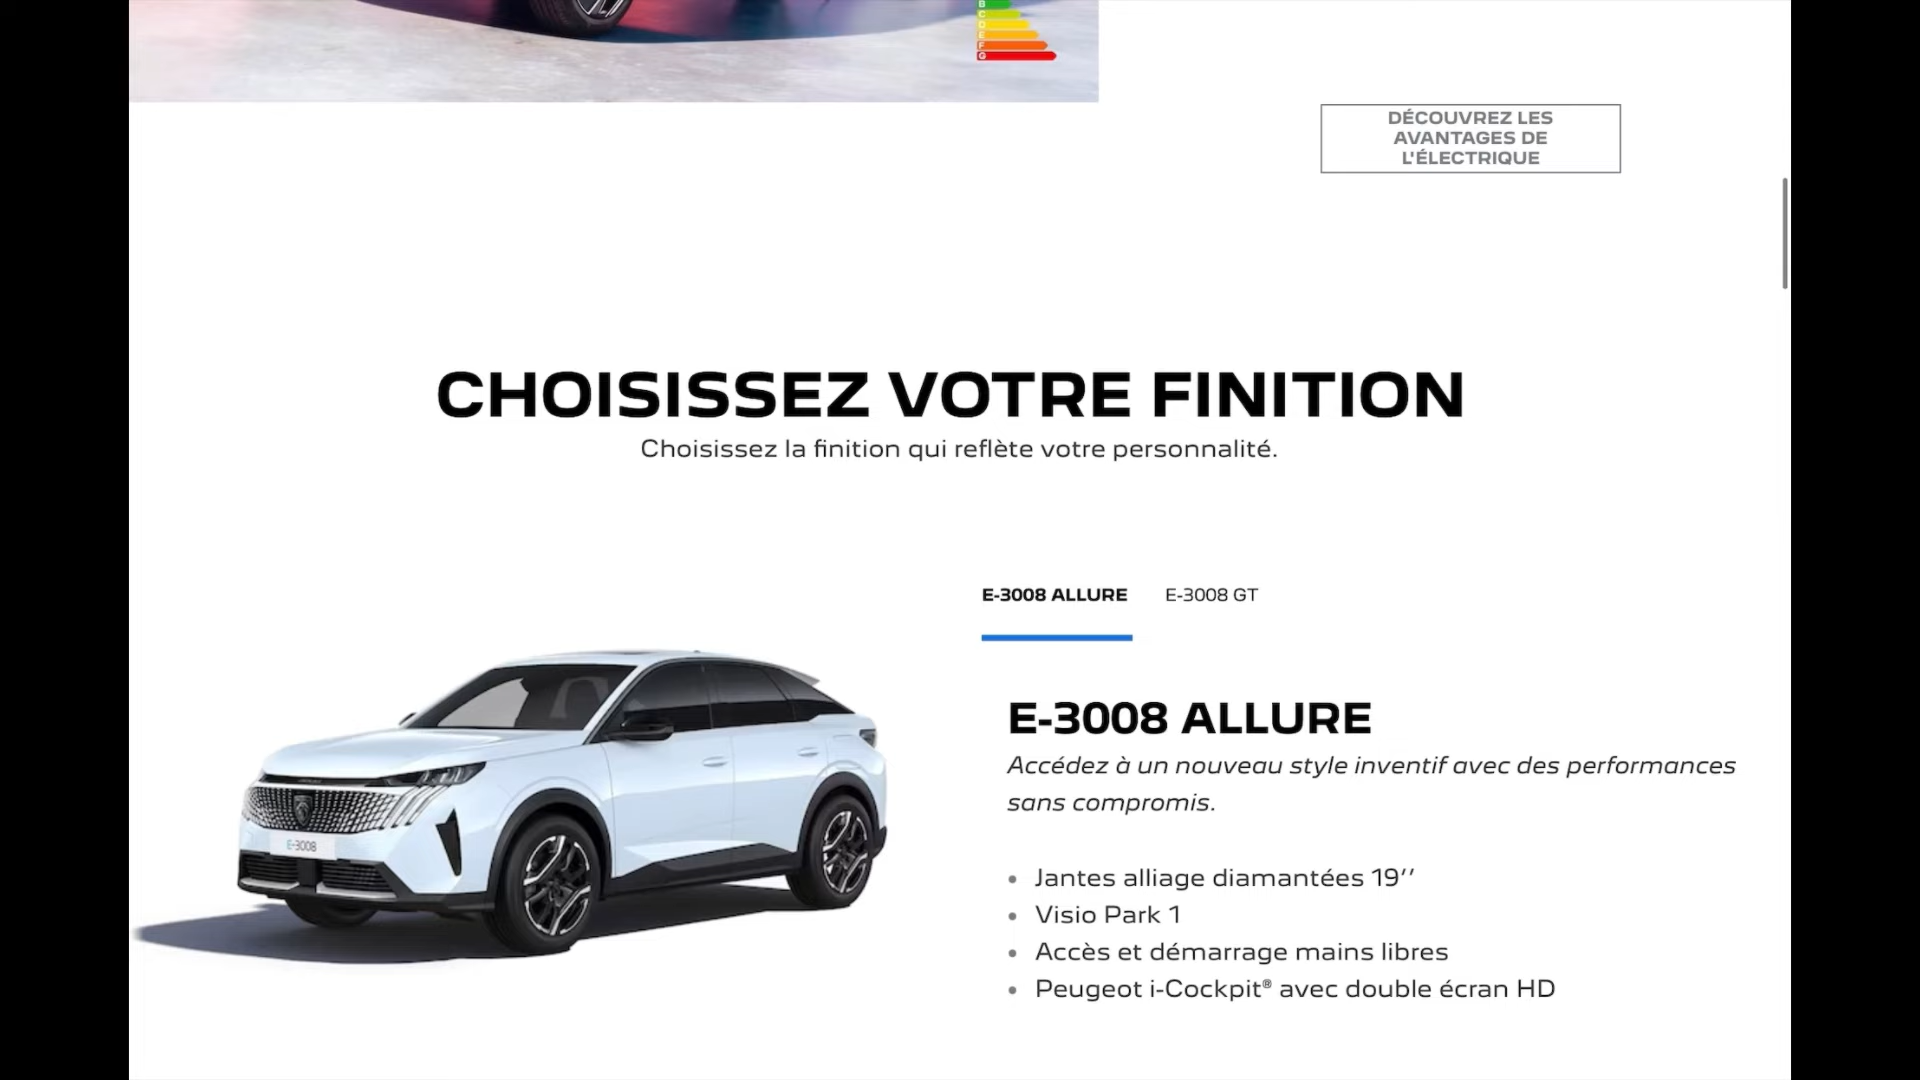 B
C
D
E
F
G
DÉCOUVREZ LES
AVANTAGES DE
L'ÉLECTRIQUE
CHOISISSEZ VOTRE FINITION
Choisissez la finition qui reflète votre personnalité.
E-3008 ALLURE
E-3008 GT
E-3008 ALLURE
Accédez à un nouveau style inventif avec des performances
sans compromis.
E-3008
• Jantes alliage diamantées 19’’
• Visio Park 1
• Accès et démarrage mains libres
• Peugeot i-Cockpit® avec double écran HD